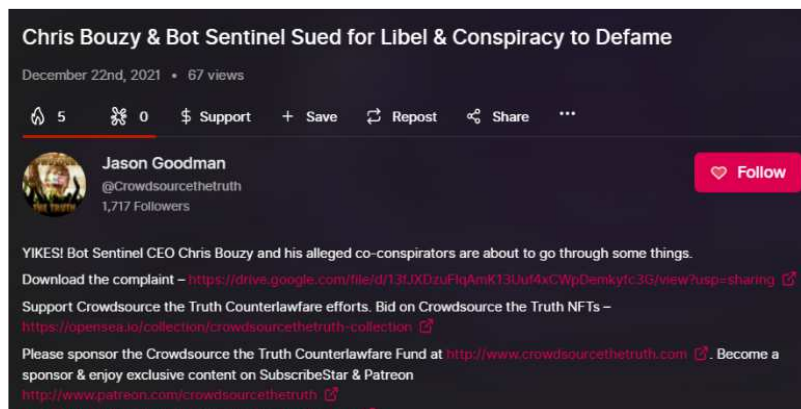 Chris Bouzy & Bot Sentinel Sued for Libel & Conspiracy to Defame
December 22nd, 2021 • 67 views
5 0 $ Support + Save Repost Share ...
Jason Goodman
@Crowdsourcethetruth
1,717 Followers
Follow
YIKES! Bot Sentinel CEO Chris Bouzy and his alleged co-conspirators are about to go through some things.
Download the complaint – https://drive.google.com/file/d/13fJXDzuFlqAmK13Uuf4xCWpDemkyfc3G/view?usp=sharing
Support Crowdsource the Truth Counterlawfare efforts. Bid on Crowdsource the Truth NFTs –
https://opensea.io/collection/crowdsourcethetruth-collection
Please sponsor the Crowdsource the Truth Counterlawfare Fund at http://www.crowdsourcethetruth.com . Become a
sponsor & enjoy exclusive content on SubscribeStar & Patreon
http://www.patreon.com/crowdsourcethetruth